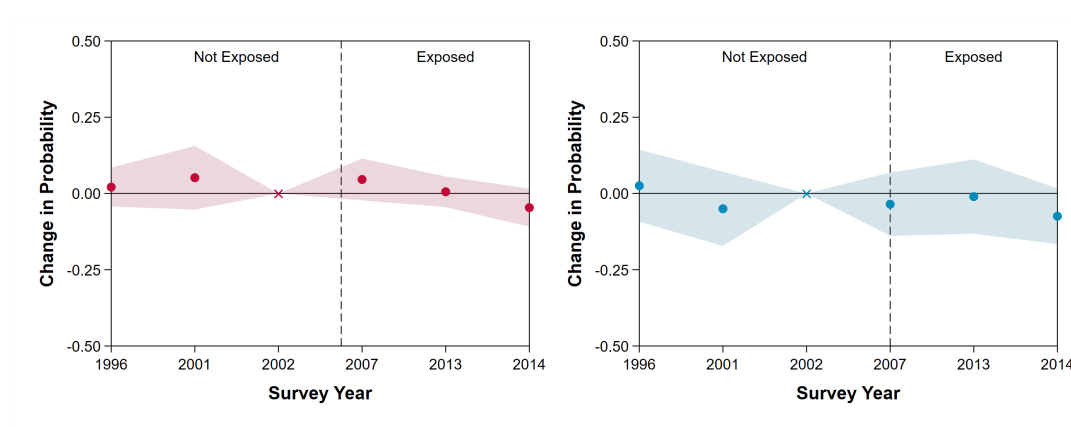 0.50
0.25
0.00
-0.25
-0.50
Change in Probability
Not Exposed
Exposed
1996 2001 2002 2007 2013 2014
Survey Year
0.50
0.25
0.00
-0.25
-0.50
Change in Probability
Not Exposed
Exposed
1996 2001 2002 2007 2013 2014
Survey Year